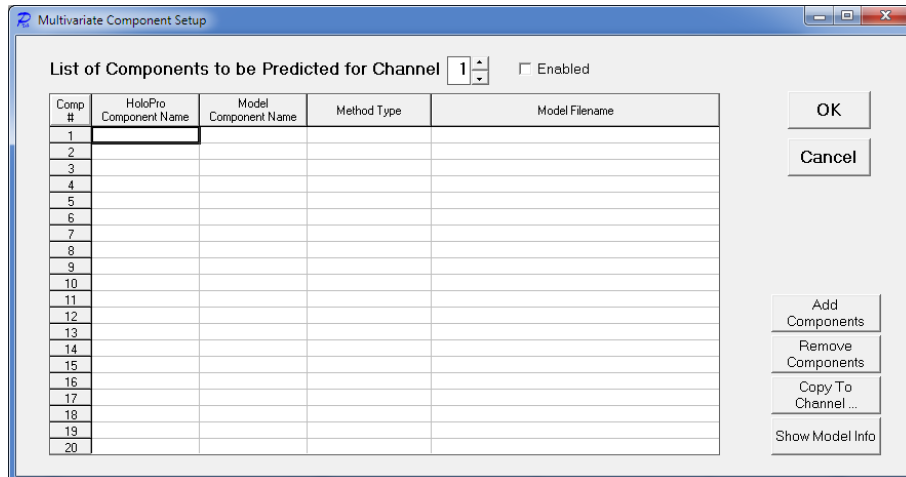 Multivariate Component Setup
List of Components to be Predicted for Channel 1 Enabled
Comp # HoloPro Component Name Model Component Name Method Type Model Filename
1
2
3
4
5
6
7
8
9
10
11
12
13
14
15
16
17
18
19
20
OK
Cancel
Add
Components
Remove
Components
Copy To
Channel ...
Show Model Info